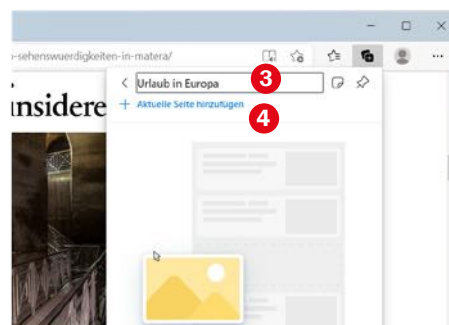 -sehenswuerdigkeiten-in-matera/
Urlaub in Europa
3
nsidere
+ Aktuelle Seite hinzufügen
4